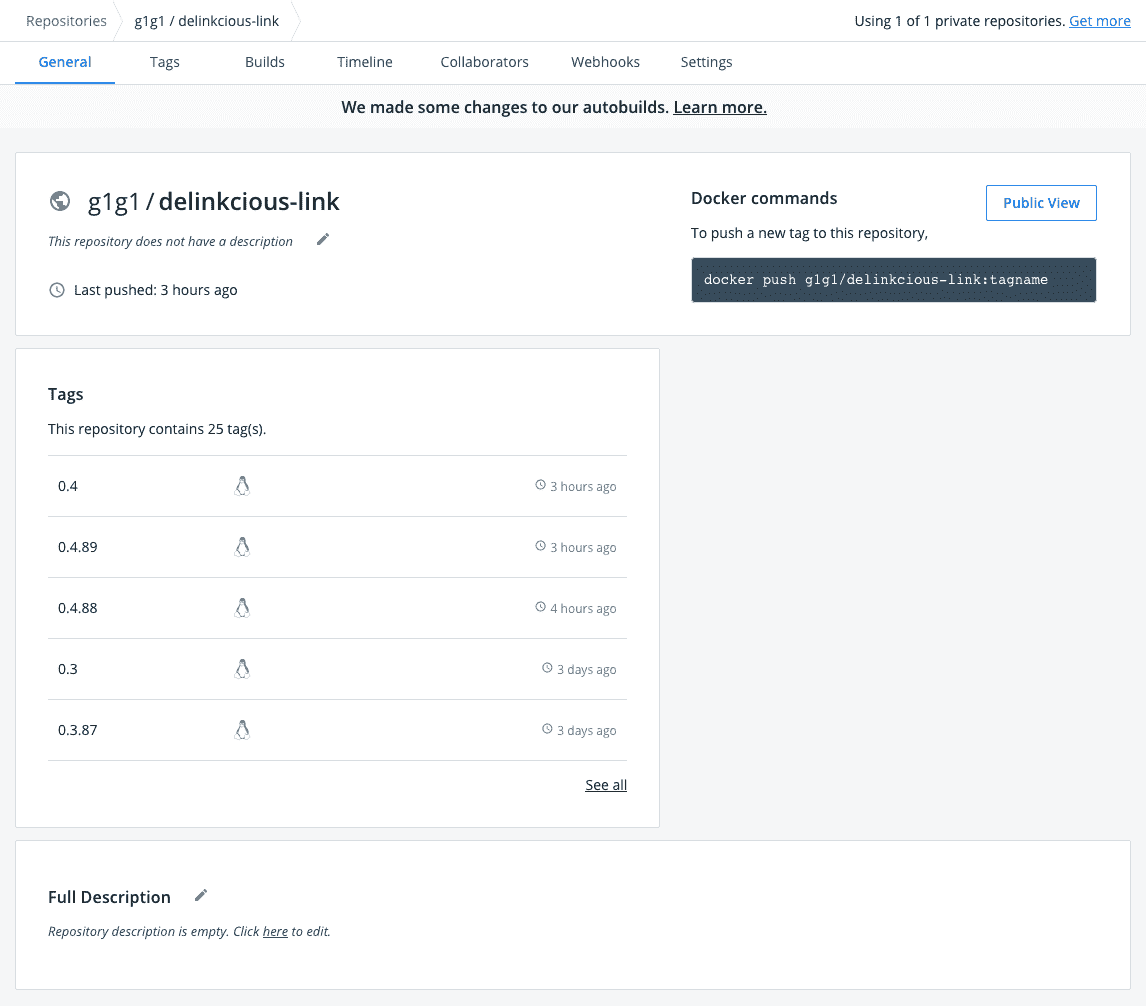 Repositories g1g1 / delinkcious-link Using 1 of 1 private repositories. Get more
General Tags Builds Timeline Collaborators Webhooks Settings
We made some changes to our autobuilds. Learn more.
g1g1 / delinkcious-link
This repository does not have a description
Last pushed: 3 hours ago
Docker commands
Public View
To push a new tag to this repository,
docker push g1g1/delinkcious-link:tagname
Tags
This repository contains 25 tag(s).
0.4 3 hours ago
0.4.89 3 hours ago
0.4.88 4 hours ago
0.3 3 days ago
0.3.87 3 days ago
See all
Full Description
Repository description is empty. Click here to edit.